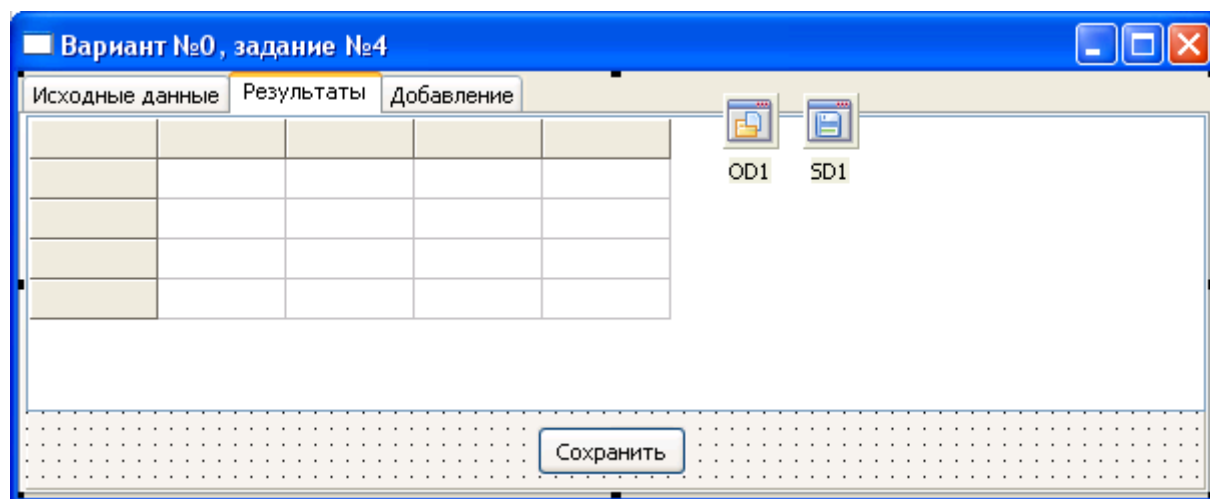 Вариант №0, задание №4
Исходные данные Результаты Добавление
OD1 SD1
Сохранить